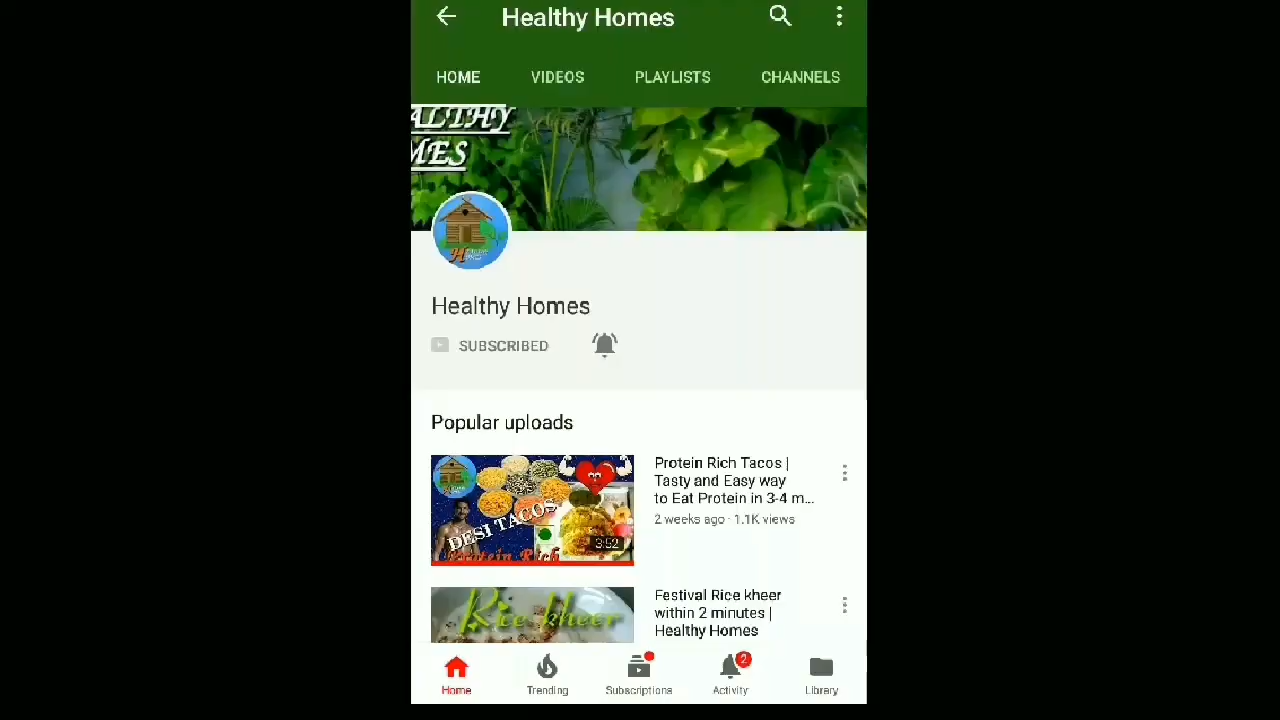 Healthy Homes
HOME VIDEOS PLAYLISTS CHANNELS
ALTHY
MES
Healthy Homes
SUBSCRIBED
Popular uploads
DESI TACOS
3:52
Protein Rich
Protein Rich Tacos |
Tasty and Easy way
to Eat Protein in 3-4 m...
2 weeks ago · 1.1K views
Rice kheer
Festival Rice kheer
within 2 minutes |
Healthy Homes
2
Home Trending Subscriptions Activity Library